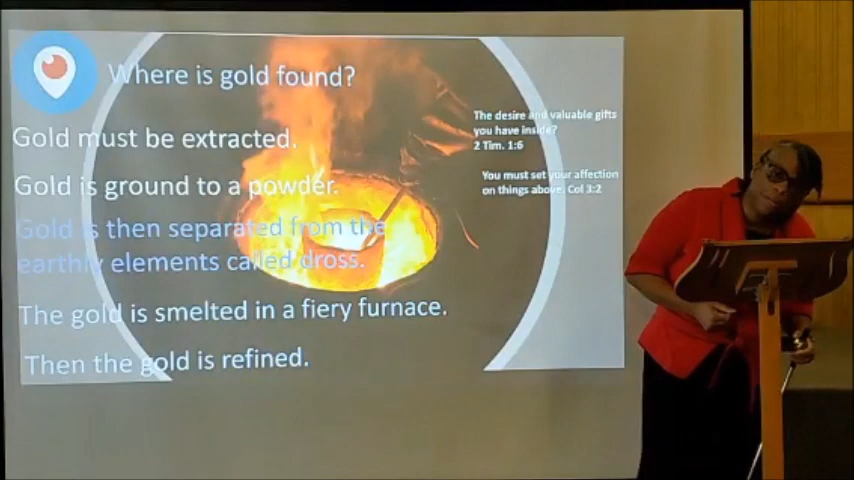 Where is gold found?
Gold must be extracted.
Gold is ground to a powder.
Gold is then separated from the
earthly elements called dross.
The gold is smelted in a fiery furnace.
Then the gold is refined.
The desire and valuable gifts
you have inside?
2 Tim. 1:6
You must set your affection
on things above. Col 3:2